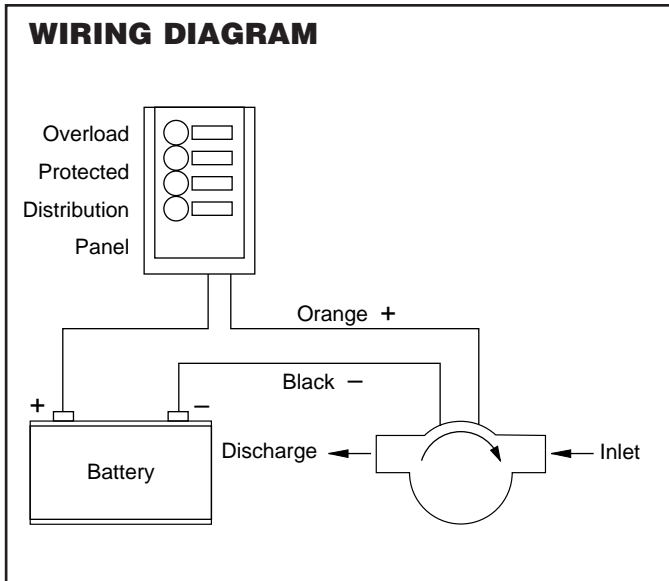 WIRING DIAGRAM
Overload
Protected
Distribution
Panel
Orange +
Black –
+
–
Battery
Discharge
Inlet